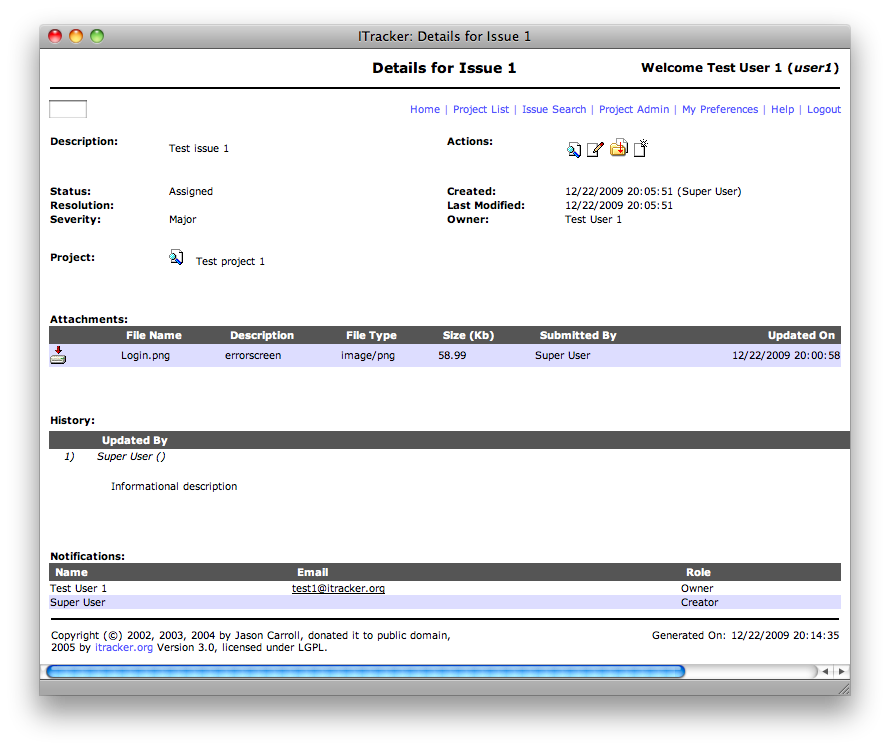 ITracker: Details for Issue 1
Details for Issue 1 Welcome Test User 1 (user1)
Home | Project List | Issue Search | Project Admin | My Preferences | Help | Logout
Description: Test issue 1 Actions:
Status: Assigned Created: 12/22/2009 20:05:51 (Super User)
Resolution: Last Modified: 12/22/2009 20:05:51
Severity: Major Owner: Test User 1
Project: Test project 1
Attachments:
File Name Description File Type Size (Kb) Submitted By Updated On
Login.png errorscreen image/png 58.99 Super User 12/22/2009 20:00:58
History:
Updated By
1) Super User ()
Informational description
Notifications:
Name Email Role
Test User 1 test1@itracker.org Owner
Super User Creator
Copyright (©) 2002, 2003, 2004 by Jason Carroll, donated it to public domain, Generated On: 12/22/2009 20:14:35
2005 by itracker.org Version 3.0, licensed under LGPL.